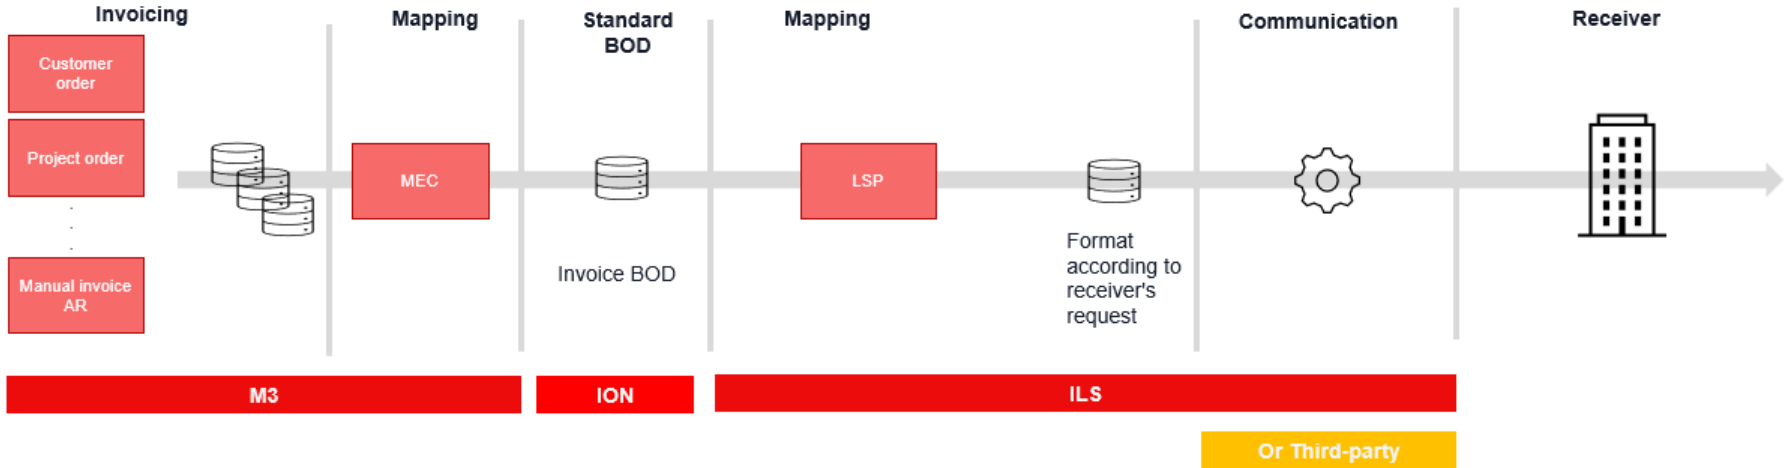 Invoicing
Mapping
Standard
BOD
Mapping
Communication
Receiver
Customer
order
Project order
.
.
.
Manual invoice
AR
MEC
Invoice BOD
LSP
Format
according to
receiver's
request
M3
ION
ILS
Or Third-party